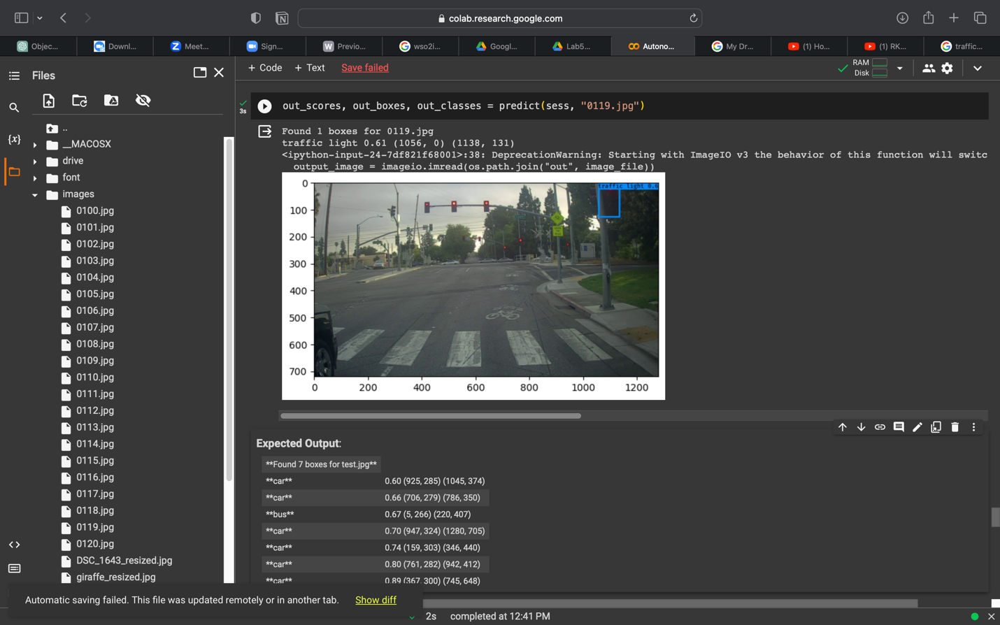 colab.research.google.com
Objec...
Downl...
Meet...
Sign...
Previo...
wso2i...
Googl...
Lab5...
Autono...
My Dr...
(1) Ho...
(1) RK...
traffic...
Files
+ Code
+ Text
Save failed
RAM
Disk
..
__MACOSX
drive
font
images
0100.jpg
0101.jpg
0102.jpg
0103.jpg
0104.jpg
0105.jpg
0106.jpg
0107.jpg
0108.jpg
0109.jpg
0110.jpg
0111.jpg
0112.jpg
0113.jpg
0114.jpg
0115.jpg
0116.jpg
0117.jpg
0118.jpg
0119.jpg
0120.jpg
DSC_1643_resized.jpg
giraffe_resized.jpg
3s
out_scores, out_boxes, out_classes = predict(sess, "0119.jpg")
Found 1 boxes for 0119.jpg
traffic light 0.61 (1056, 0) (1138, 131)
<ipython-input-24-7df821f68001>:38: DeprecationWarning: Starting with ImageIO v3 the behavior of this function will switc
output_image = imageio.imread(os.path.join("out", image_file))
traffic light 0.6
0
100
200
300
400
500
600
700
0 200 400 600 800 1000 1200
Expected Output:
**Found 7 boxes for test.jpg**
**car** 0.60 (925, 285) (1045, 374)
**car** 0.66 (706, 279) (786, 350)
**bus** 0.67 (5, 266) (220, 407)
**car** 0.70 (947, 324) (1280, 705)
**car** 0.74 (159, 303) (346, 440)
**car** 0.80 (761, 282) (942, 412)
**car** 0.89 (367, 300) (745, 648)
Automatic saving failed. This file was updated remotely or in another tab. Show diff
2s completed at 12:41 PM